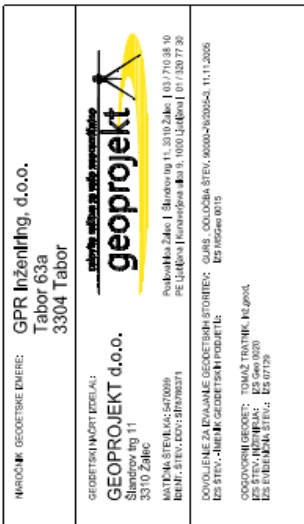 NAROČNIK GEODETSKE IZMERE: GPR Inženiring, d.o.o.
Tabor 63a
3304 Tabor
GEODETSKI NAČRT IZDELAL:
GEOPROJEKT d.o.o.
Šlandrov trg 11
3310 Žalec
geoprojekt
MATIČNA ŠTEVILKA: 5470099
IDENT. ŠTEV. DDV:
Poslovalnica Žalec | Šlandrov trg 11, 3310 Žalec | 03 / 710 38 10
PE Ljubljana | Kunaverjeva ulica 9, 1000 Ljubljana | 01 / 320 77 30
DOVOLJENJE ZA IZVAJANJE GEODETSKIH STORITEV: GURS, ODLOČBA ŠTEV. 90000-76/2005-3, 11.11.2005
IZS ŠTEV. - IMENIK GEODETSKIH PODJETIJ: IZS MSGeo 0015
ODGOVORNI GEODET: TOMAŽ TRATNIK, inž.geod.
IZS ŠTEV. INŽENIRJA: IZS Geo 0020
IZS EVIDENČNA ŠTEV.: IZS 07129